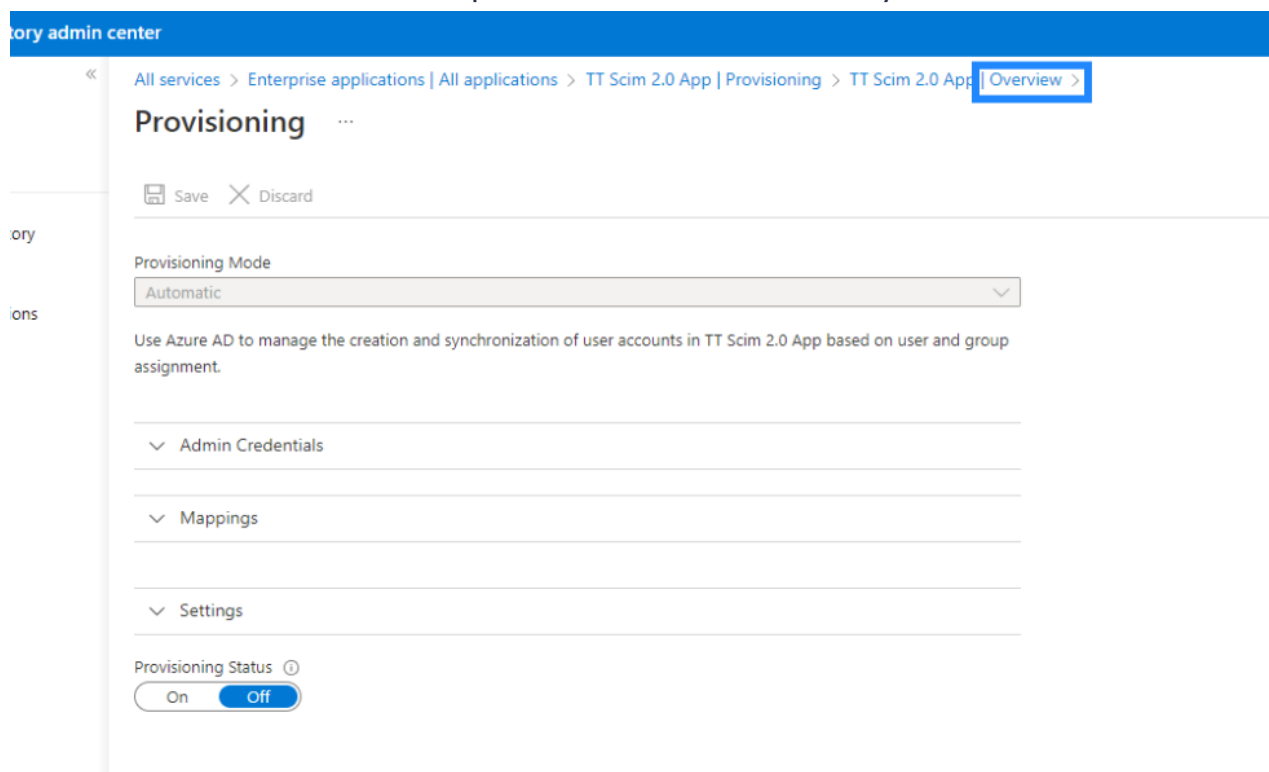 tory admin center
All services > Enterprise applications | All applications > TT Scim 2.0 App | Provisioning > TT Scim 2.0 App | Overview >
Provisioning ...
Save Discard
tory
Provisioning Mode
Automatic
ions
Use Azure AD to manage the creation and synchronization of user accounts in TT Scim 2.0 App based on user and group
assignment.
Admin Credentials
Mappings
Settings
Provisioning Status
On Off